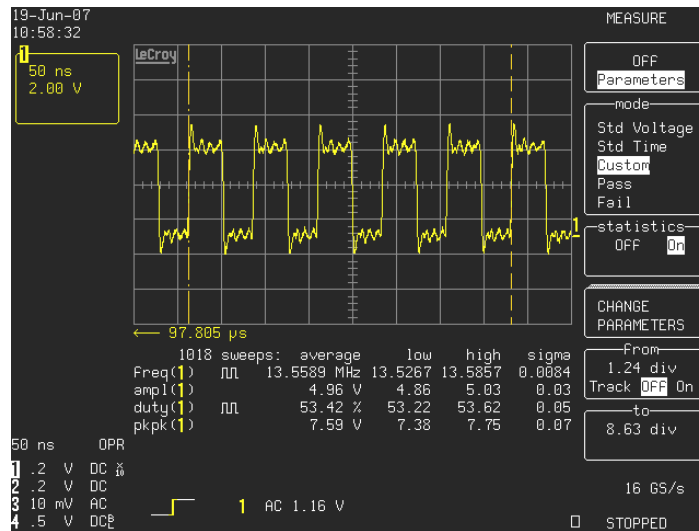 19-Jun-07
10:58:32
1
50 ns
2.00 V
LeCroy
1
← 97.805 µs
1018 sweeps: average low high sigma
freq(1) 13.5589 MHz 13.5267 13.5857 0.0084
ampl(1) 4.96 V 4.86 5.03 0.03
duty(1) 53.42 % 53.22 53.62 0.05
pkpk(1) 7.59 V 7.38 7.75 0.07
50 ns OPR
1 .2 V DC X10
2 .2 V DC
3 10 mV AC
4 .5 V DC
1 AC 1.16 V
MEASURE
OFF
Parameters
mode
Std Voltage
Std Time
Custom
Pass
Fail
statistics
OFF On
CHANGE
PARAMETERS
from
1.24 div
Track OFF On
to
8.63 div
16 GS/s
STOPPED